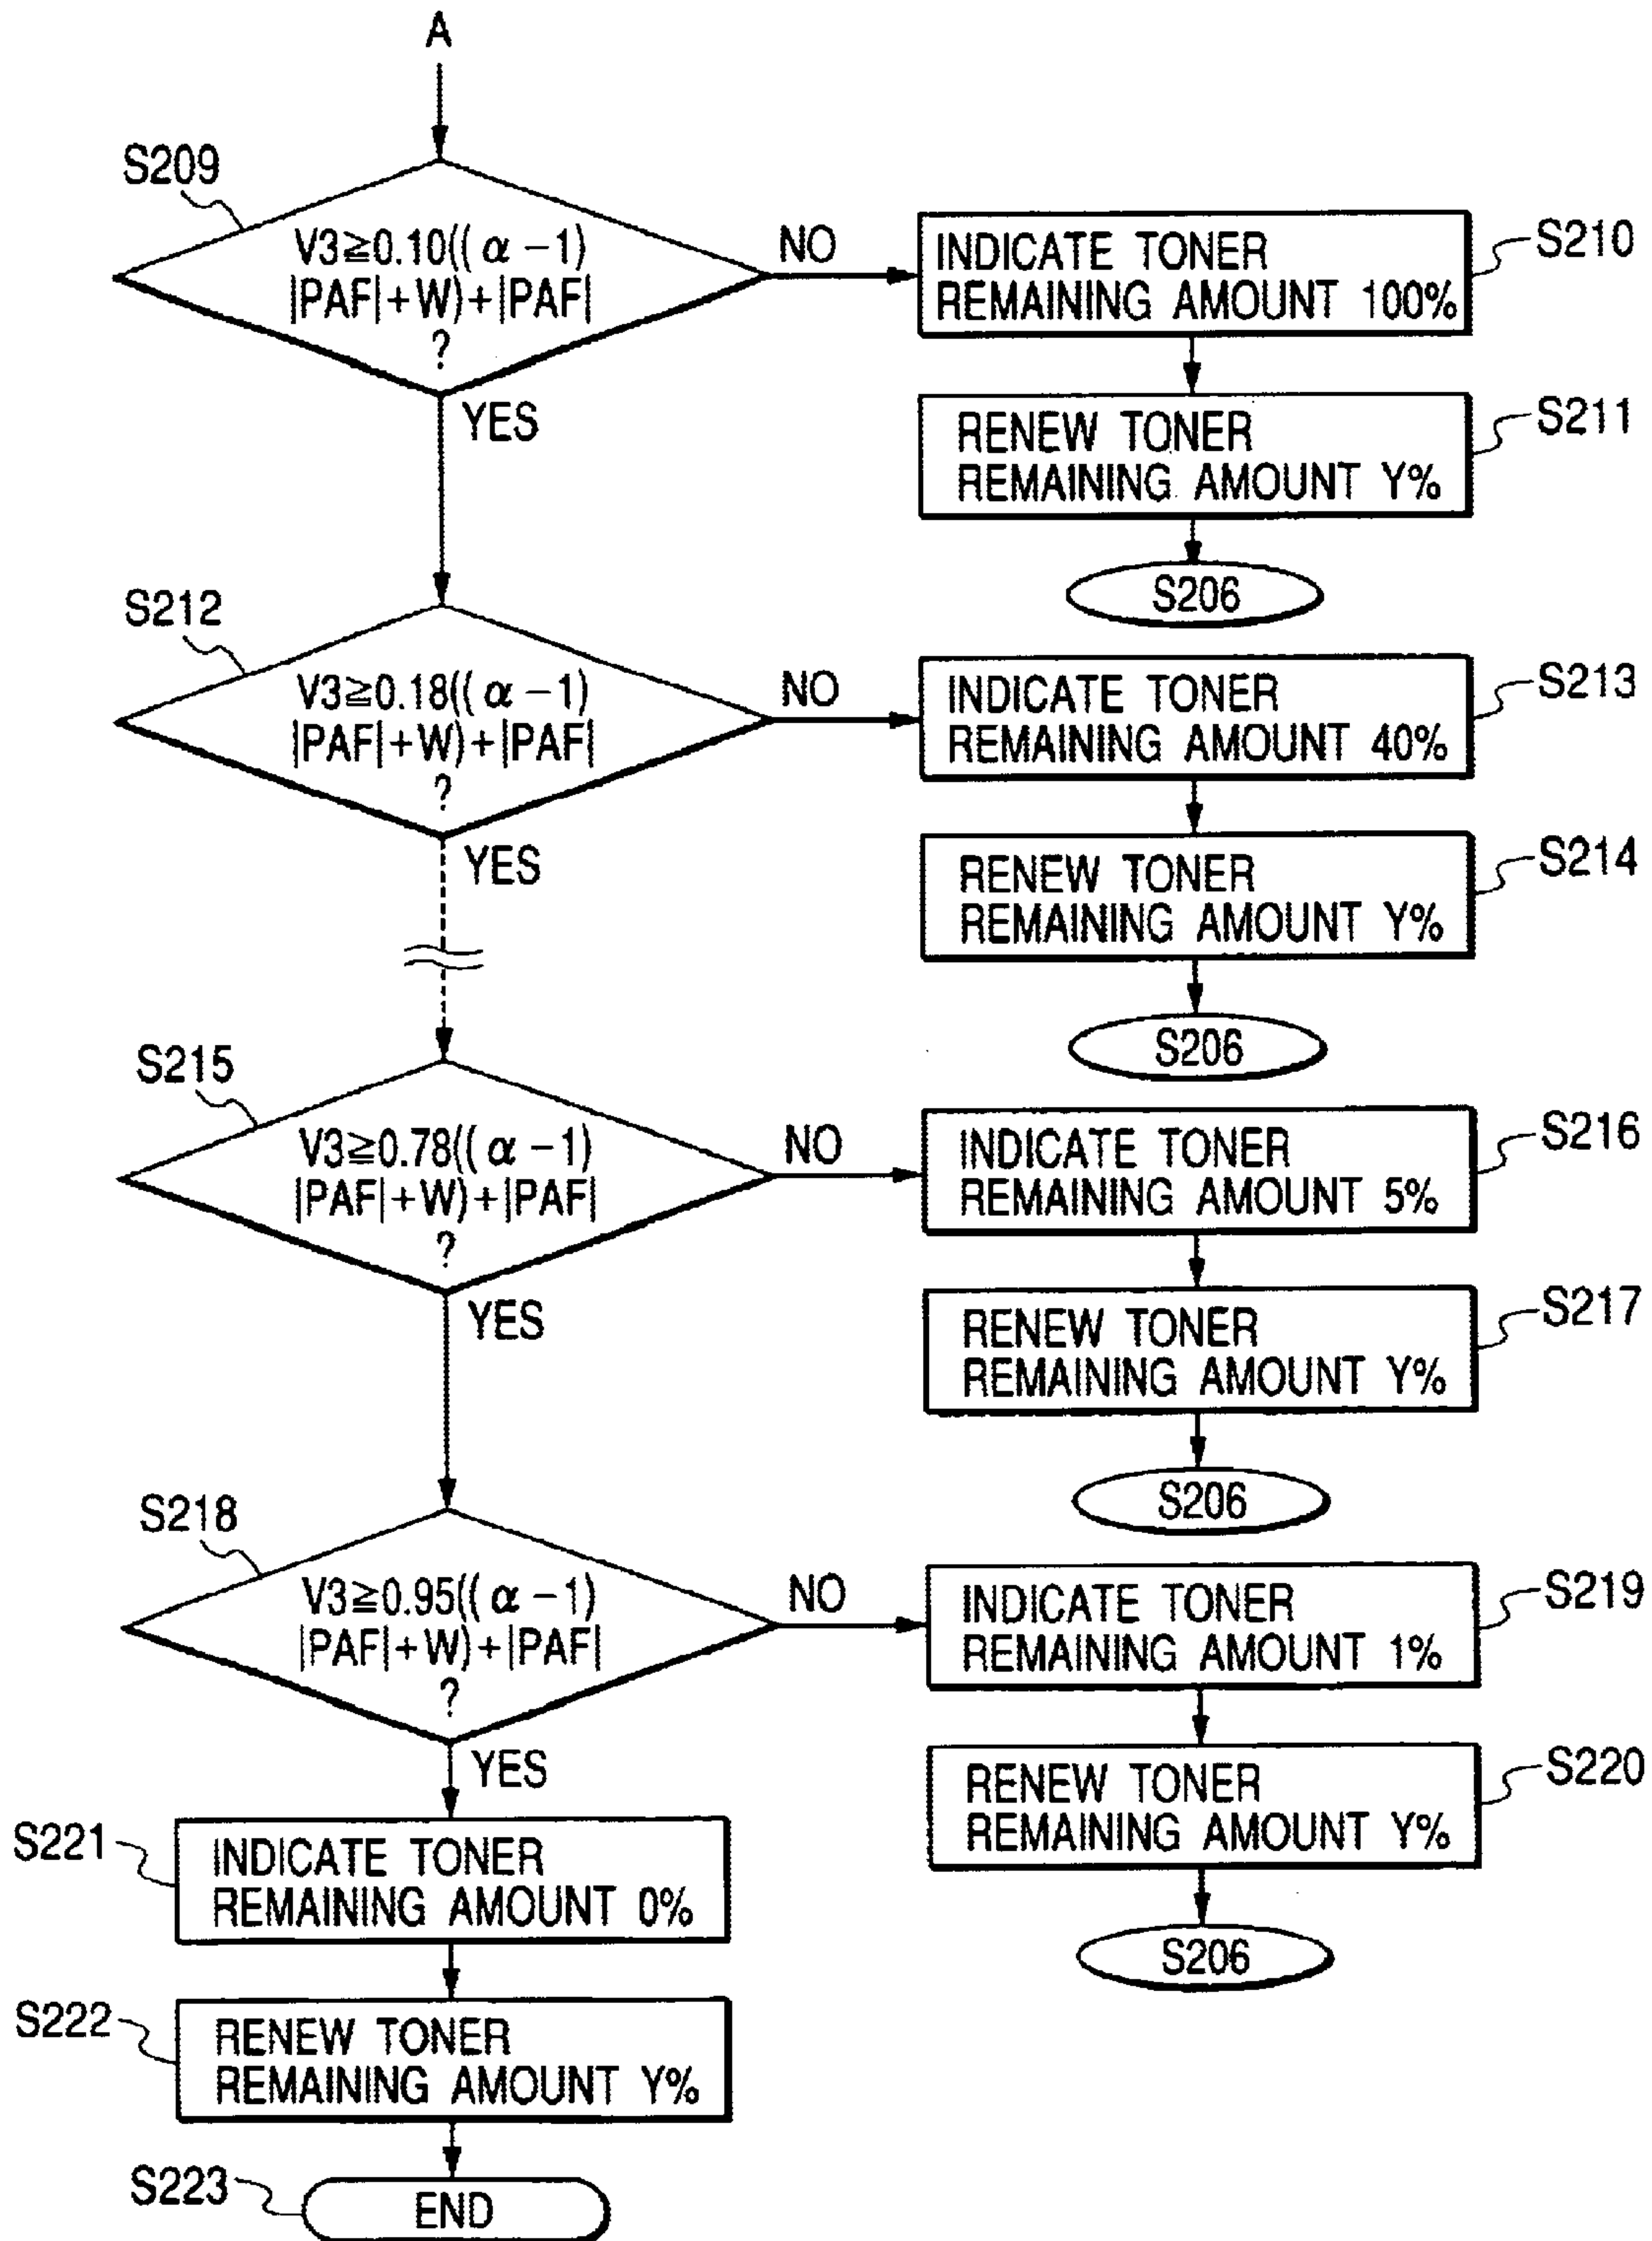 A
S209
V3≧0.10((α-1)
|PAF|+W)+|PAF|
?
NO
YES
INDICATE TONER
REMAINING AMOUNT 100%
S210
RENEW TONER
REMAINING AMOUNT Y%
S211
S206
S212
V3≧0.18((α-1)
|PAF|+W)+|PAF|
?
NO
YES
INDICATE TONER
REMAINING AMOUNT 40%
S213
RENEW TONER
REMAINING AMOUNT Y%
S214
S206
S215
V3≧0.78((α-1)
|PAF|+W)+|PAF|
?
NO
YES
INDICATE TONER
REMAINING AMOUNT 5%
S216
RENEW TONER
REMAINING AMOUNT Y%
S217
S206
S218
V3≧0.95((α-1)
|PAF|+W)+|PAF|
?
NO
YES
INDICATE TONER
REMAINING AMOUNT 1%
S219
RENEW TONER
REMAINING AMOUNT Y%
S220
S206
S221
INDICATE TONER
REMAINING AMOUNT 0%
S222
RENEW TONER
REMAINING AMOUNT Y%
S223
END